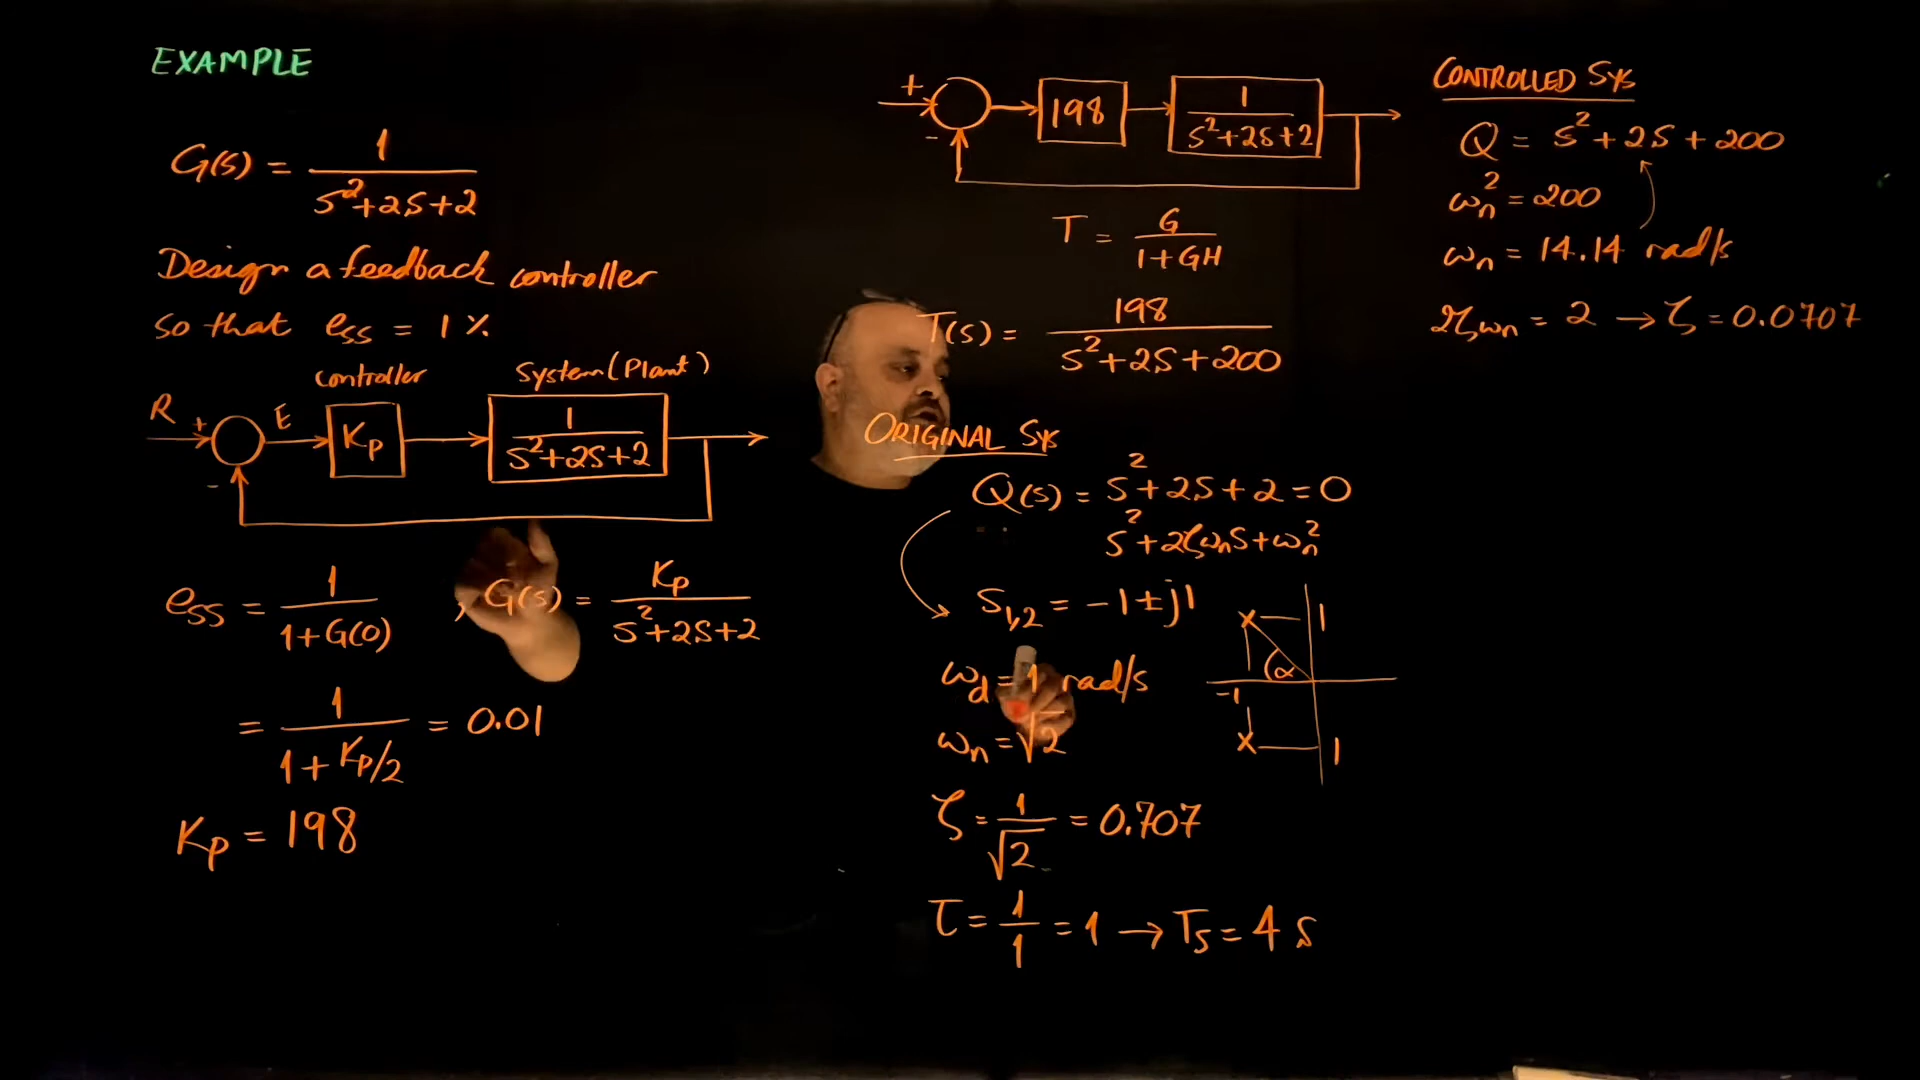 EXAMPLE
G(s) = 1 / s²+2s+2
Design a feedback controller
so that ess = 1 %
controller System (Plant)
R + E Kp 1 / s²+2s+2
-
ess = 1 / 1+G(0) , G(s) = Kp / s²+2s+2
= 1 / 1+Kp/2 = 0.01
Kp = 198
+ 198 1 / s²+2s+2
-
T = G / 1+GH
T(s) = 198 / s²+2s+200
ORIGINAL SYS
Q(s) = s²+2s+2=0
s²+2ζωns+ωn²
s1,2 = -1±j1
x 1
α
-1
x 1
ωd = 1 rad/s
ωn = √2
ζ = 1 / √2 = 0.707
τ = 1 / 1 = 1 → Ts = 4 s
CONTROLLED SYS
Q = s²+2s+200
ωn² = 200
ωn = 14.14 rad/s
2ζωn = 2 → ζ = 0.0707